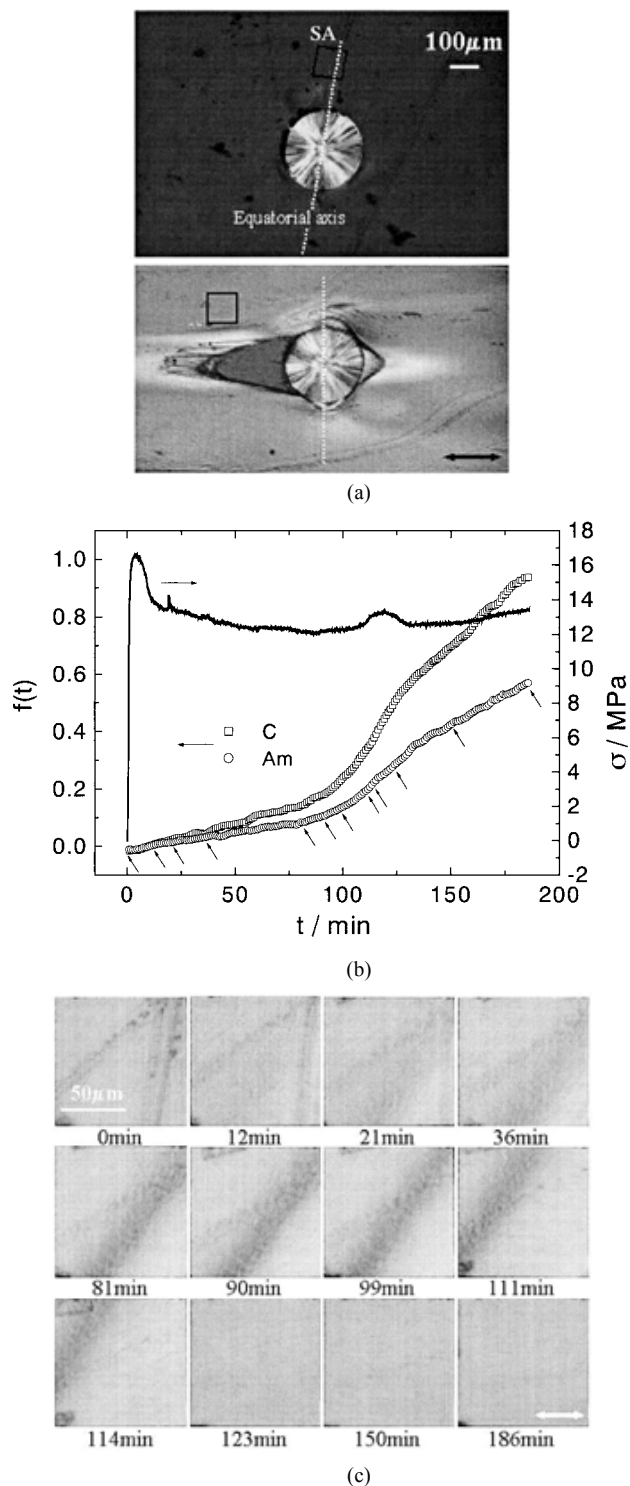 SA
100μm
Equatorial axis
(a)
f(t)
1.0
0.8
0.6
0.4
0.2
0.0
18
16
14
12
10
8
6
4
2
0
-2
σ / MPa
C
Am
0 50 100 150 200
t / min
(b)
50μm
0min 12min 21min 36min
81min 90min 99min 111min
114min 123min 150min 186min
(c)